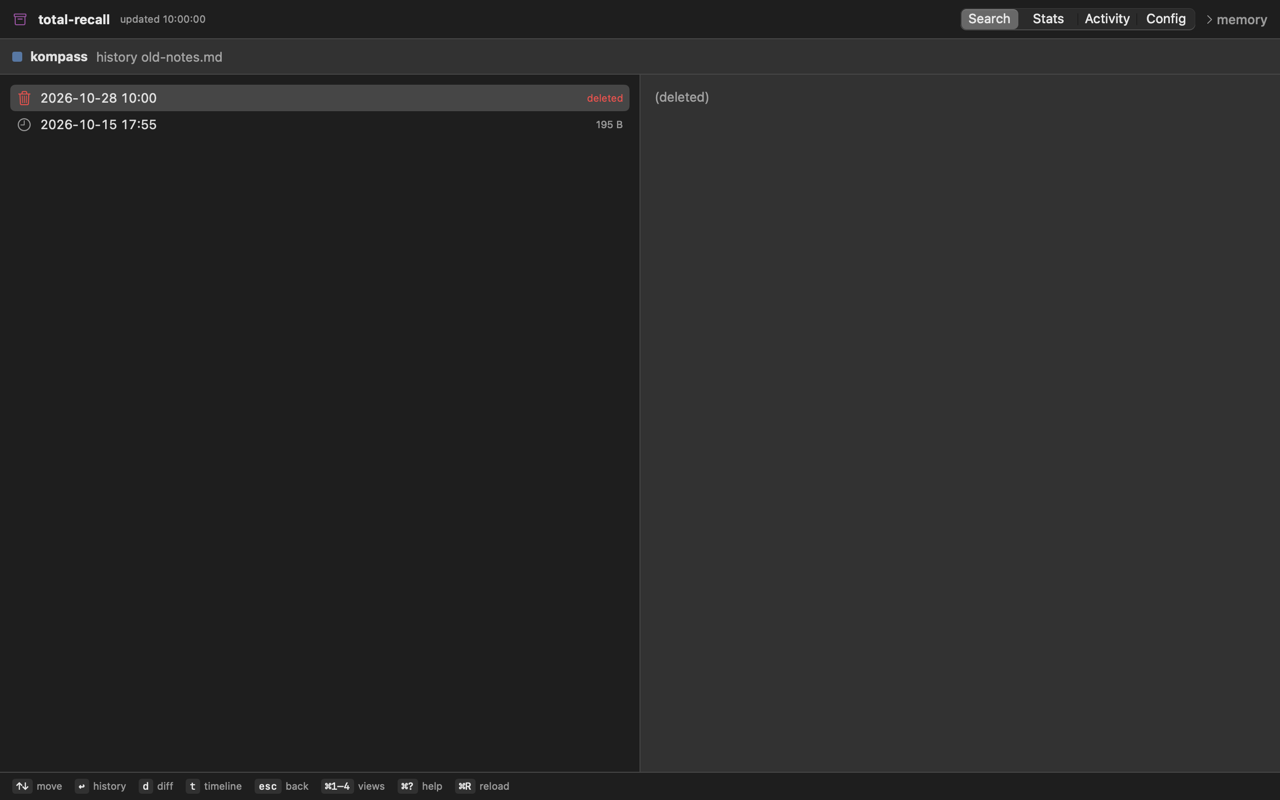 total-recall updated 10:00:00 Search Stats Activity Config > memory
kompass history old-notes.md
2026-10-28 10:00 deleted
2026-10-15 17:55 195 B
(deleted)
↑↓ move ↩ history d diff t timeline esc back ⌘1–4 views ⌘? help ⌘R reload